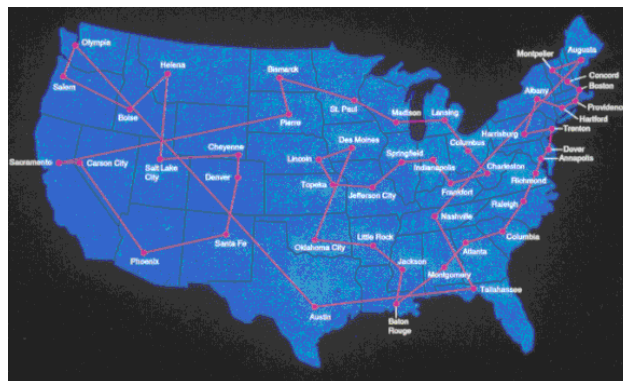 Olympia
Helena
Bismarck
Montpelier
Augusta
Salem
Boise
St. Paul
Concord
Boston
Albany
Providenc
Hartford
Pierre
Madison
Lansing
Trenton
Harrisburg
Columbus
Dover
Annapolis
Sacramento
Carson City
Salt Lake
City
Cheyenne
Denver
Des Moines
Lincoln
Springfield
Indianapolis
Charleston
Richmond
Topeka
Jefferson City
Frankfort
Raleigh
Nashville
Phoenix
Santa Fe
Oklahoma City
Little Rock
Columbia
Atlanta
Jackson
Montgomery
Tallahassee
Austin
Baton
Rouge